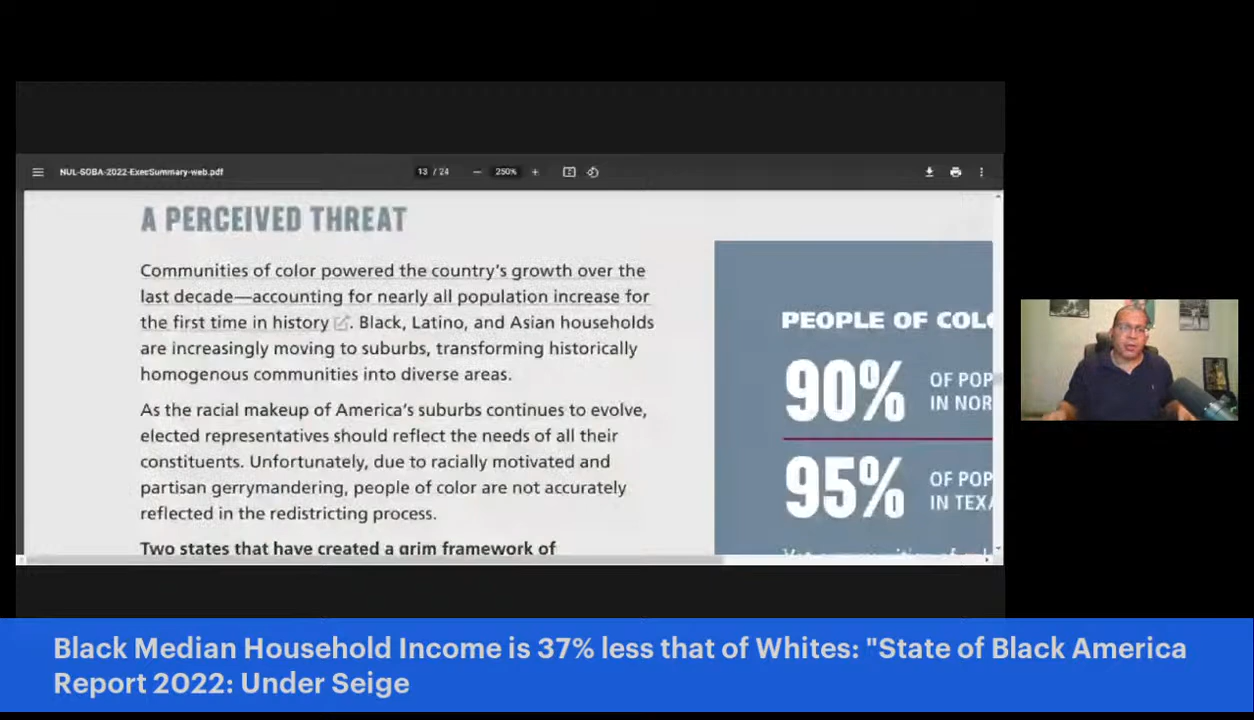 NUL-SOBA-2022-ExecSummary-web.pdf
13 / 24
250%
A PERCEIVED THREAT
Communities of color powered the country's growth over the
last decade—accounting for nearly all population increase for
the first time in history. Black, Latino, and Asian households
are increasingly moving to suburbs, transforming historically
homogenous communities into diverse areas.
As the racial makeup of America's suburbs continues to evolve,
elected representatives should reflect the needs of all their
constituents. Unfortunately, due to racially motivated and
partisan gerrymandering, people of color are not accurately
reflected in the redistricting process.
Two states that have created a grim framework of
PEOPLE OF COL
90% OF POP
IN NOR
95% OF POP
IN TEX
Black Median Household Income is 37% less that of Whites: "State of Black America
Report 2022: Under Seige